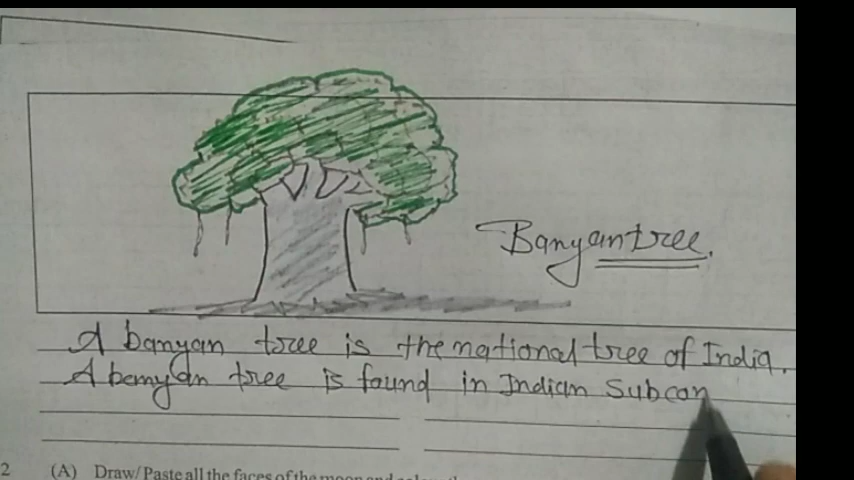 Banyan tree.
A banyan tree is the national tree of India.
A banyan tree is found in Indian Subcon
2 (A) Draw/Paste all the faces of the moon and